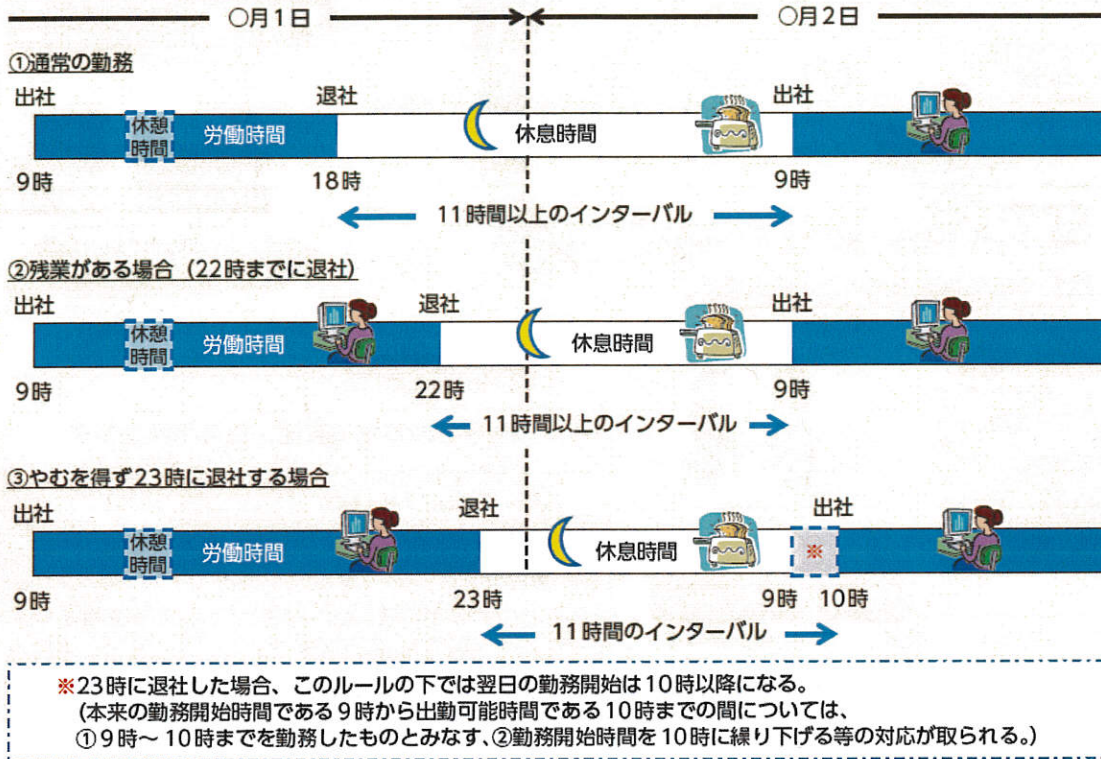 ○月1日 ○月2日
①通常の勤務
出社 退社 出社
休憩時間 労働時間 休息時間
9時 18時 9時
11時間以上のインターバル
②残業がある場合（22時までに退社）
出社 退社 出社
休憩時間 労働時間 休息時間
9時 22時 9時
11時間以上のインターバル
③やむを得ず23時に退社する場合
出社 退社 出社
休憩時間 労働時間 休息時間 ※
9時 23時 9時 10時
11時間のインターバル
※23時に退社した場合、このルールの下では翌日の勤務開始は10時以降になる。
（本来の勤務開始時間である9時から出勤可能時間である10時までの間については、
①9時～10時までを勤務したものとみなす、②勤務開始時間を10時に繰り下げる等の対応が取られる。）